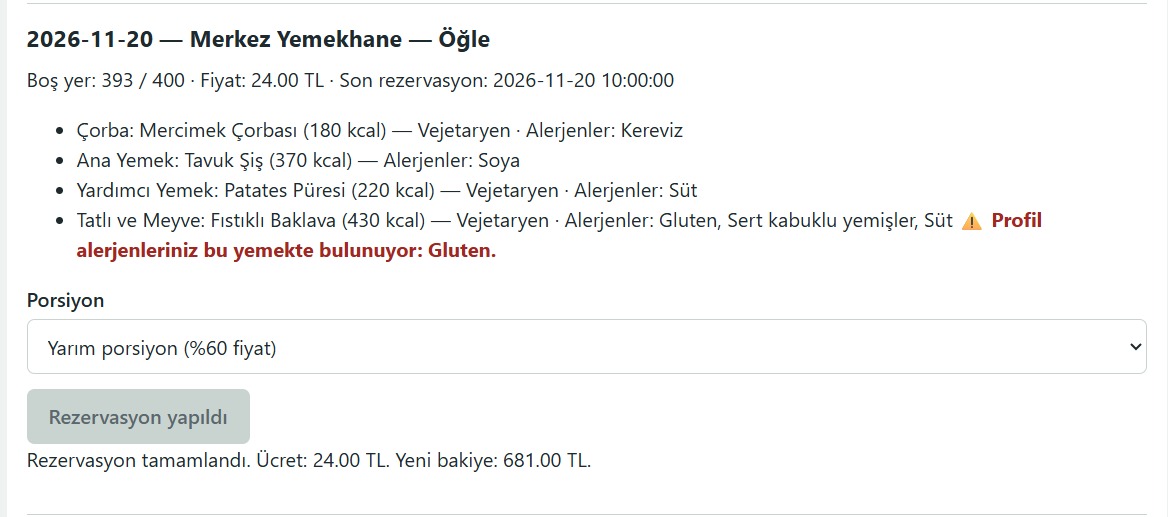 2026-11-20 — Merkez Yemekhane — Öğle
Boş yer: 393 / 400 · Fiyat: 24.00 TL · Son rezervasyon: 2026-11-20 10:00:00
• Çorba: Mercimek Çorbası (180 kcal) — Vejetaryen · Alerjenler: Kereviz
• Ana Yemek: Tavuk Şiş (370 kcal) — Alerjenler: Soya
• Yardımcı Yemek: Patates Püresi (220 kcal) — Vejetaryen · Alerjenler: Süt
• Tatlı ve Meyve: Fıstıklı Baklava (430 kcal) — Vejetaryen · Alerjenler: Gluten, Sert kabuklu yemişler, Süt ⚠️ Profil
alerjenleriniz bu yemekte bulunuyor: Gluten.
Porsiyon
Yarım porsiyon (%60 fiyat)
Rezervasyon yapıldı
Rezervasyon tamamlandı. Ücret: 24.00 TL. Yeni bakiye: 681.00 TL.